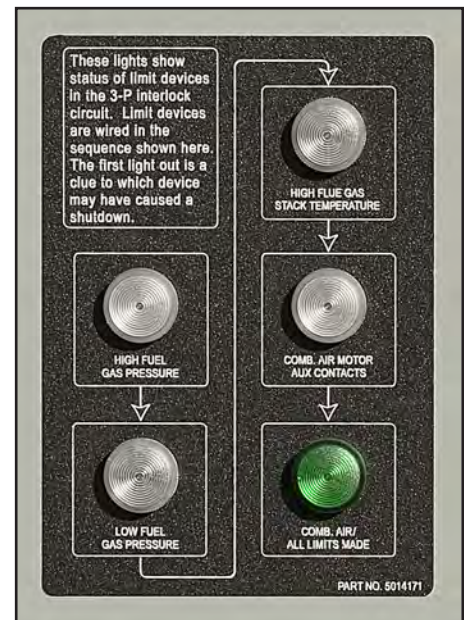 These lights show
status of limit devices
in the 3-P interlock
circuit. Limit devices
are wired in the
sequence shown here.
The first light out is a
clue to which device
may have caused a
shutdown.
HIGH FUEL
GAS PRESSURE
LOW FUEL
GAS PRESSURE
HIGH FLUE GAS
STACK TEMPERATURE
COMB. AIR MOTOR
AUX CONTACTS
COMB. AIR/
ALL LIMITS MADE
PART NO. 5014171